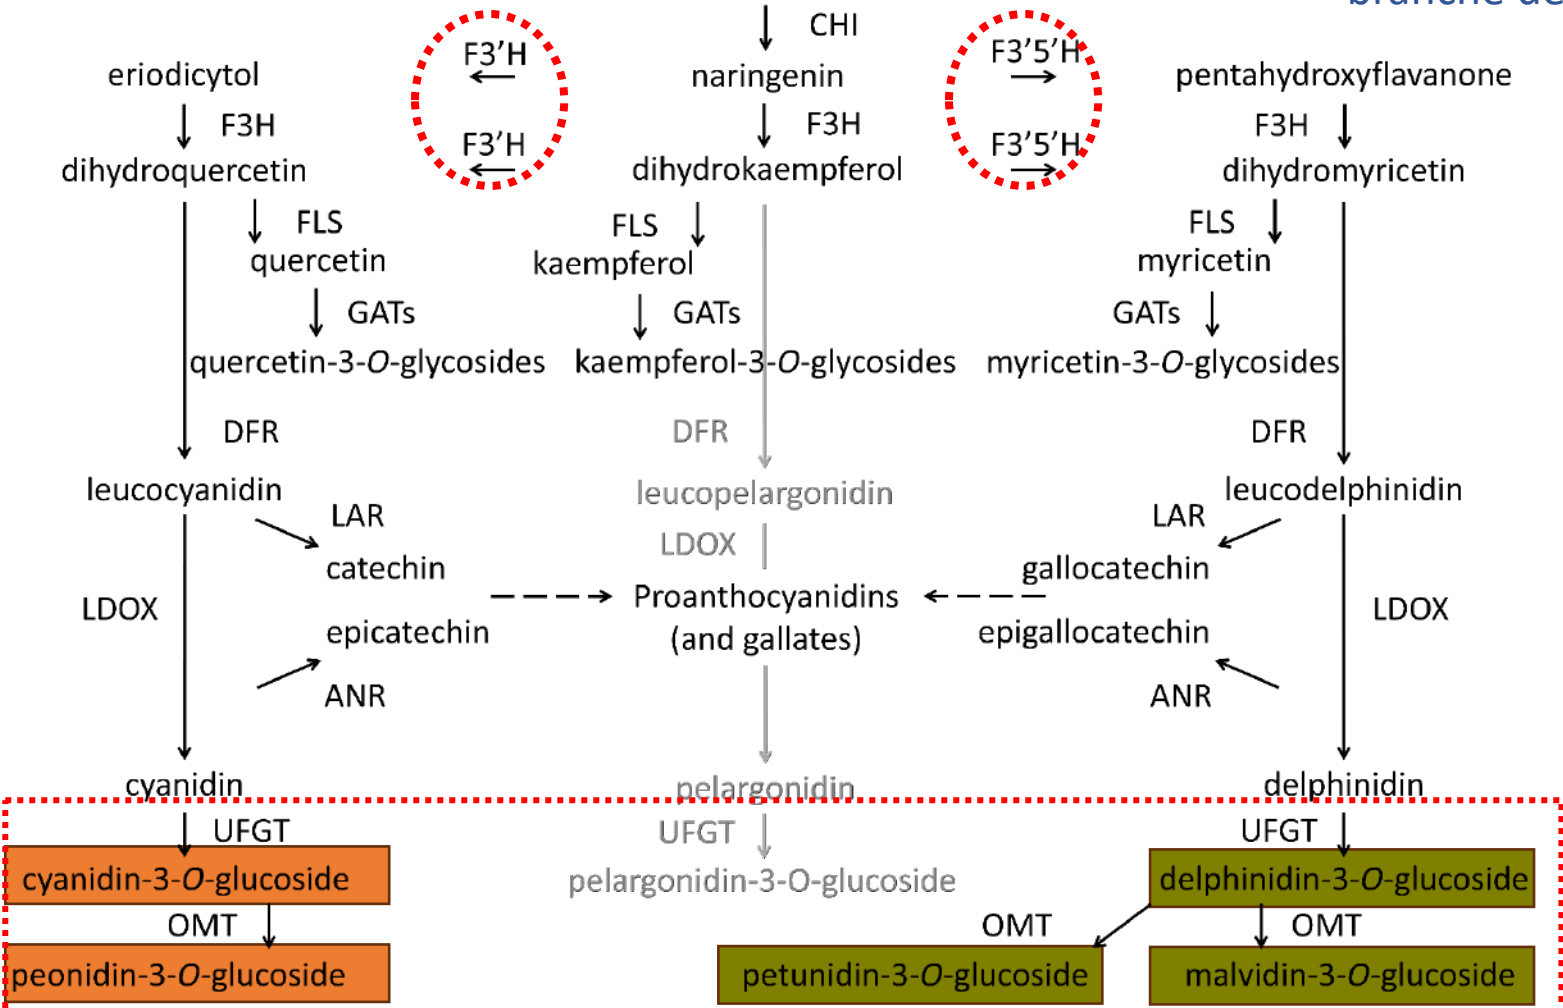 branche de
CHI
F3'H
F3'5'H
eriodicytol
naringenin
pentahydroxyflavanone
F3H
F3H
F3H
F3'H
F3'5'H
dihydroquercetin
dihydrokaempferol
dihydromyricetin
FLS
FLS
FLS
quercetin
kaempferol
myricetin
GATs
GATs
GATs
quercetin-3-O-glycosides
kaempferol-3-O-glycosides
myricetin-3-O-glycosides
DFR
DFR
DFR
leucocyanidin
leucopelargonidin
leucodelphinidin
LAR
LAR
LDOX
catechin
gallocatechin
LDOX
Proanthocyanidins
LDOX
epicatechin
(and gallates)
epigallocatechin
ANR
ANR
cyanidin
pelargonidin
delphinidin
UFGT
UFGT
UFGT
cyanidin-3-O-glucoside
pelargonidin-3-O-glucoside
delphinidin-3-O-glucoside
OMT
OMT
OMT
peonidin-3-O-glucoside
petunidin-3-O-glucoside
malvidin-3-O-glucoside